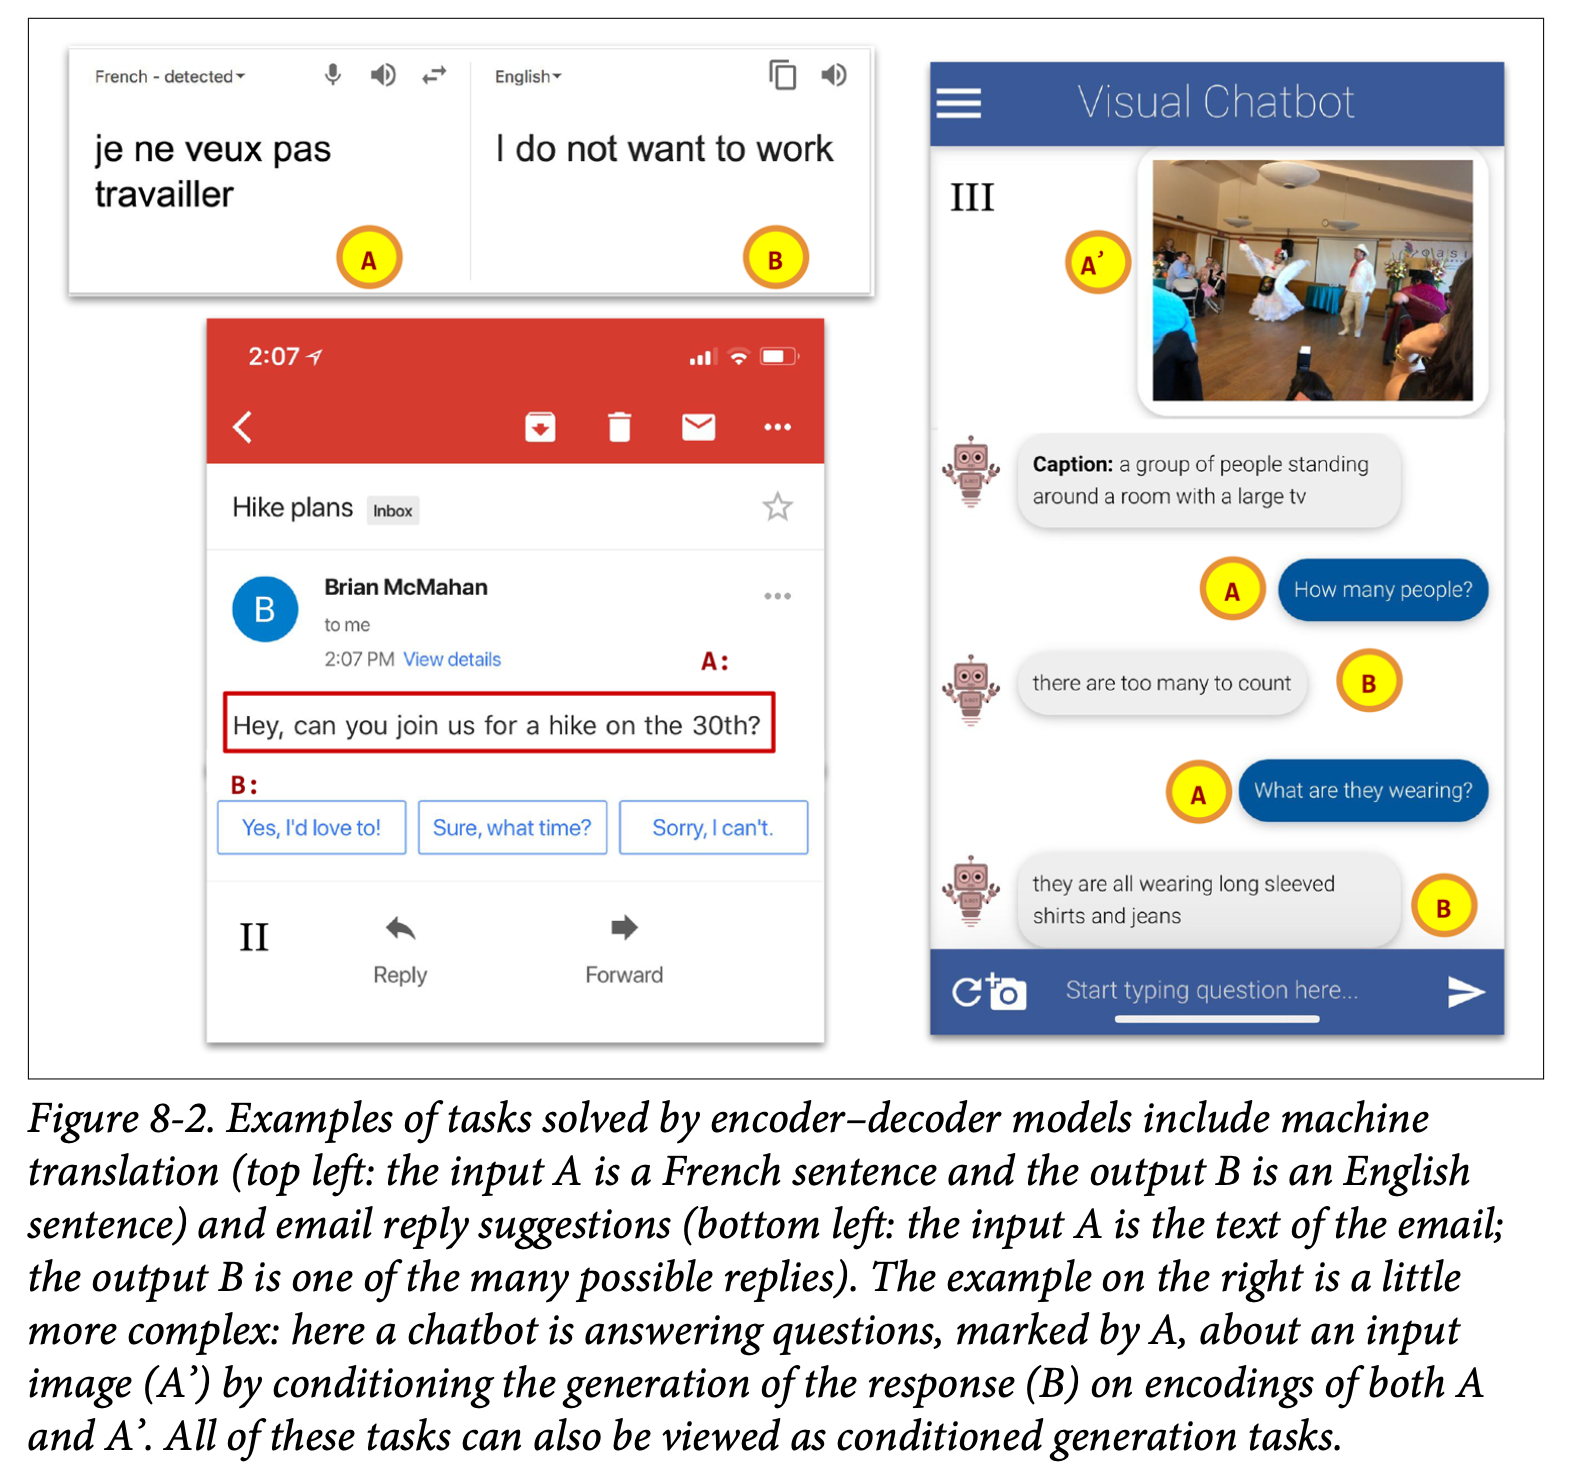 French - detected
English
je ne veux pas
travailler
I do not want to work
A
B
2:07
Hike plans Inbox
B
Brian McMahan
to me
2:07 PM View details
A:
Hey, can you join us for a hike on the 30th?
B:
Yes, I'd love to!
Sure, what time?
Sorry, I can't.
II
Reply
Forward
Visual Chatbot
III
A’
Caption: a group of people standing
around a room with a large tv
A
How many people?
there are too many to count
B
A
What are they wearing?
they are all wearing long sleeved
shirts and jeans
B
Start typing question here...
Figure 8-2. Examples of tasks solved by encoder–decoder models include machine
translation (top left: the input A is a French sentence and the output B is an English
sentence) and email reply suggestions (bottom left: the input A is the text of the email;
the output B is one of the many possible replies). The example on the right is a little
more complex: here a chatbot is answering questions, marked by A, about an input
image (A’) by conditioning the generation of the response (B) on encodings of both A
and A’. All of these tasks can also be viewed as conditioned generation tasks.